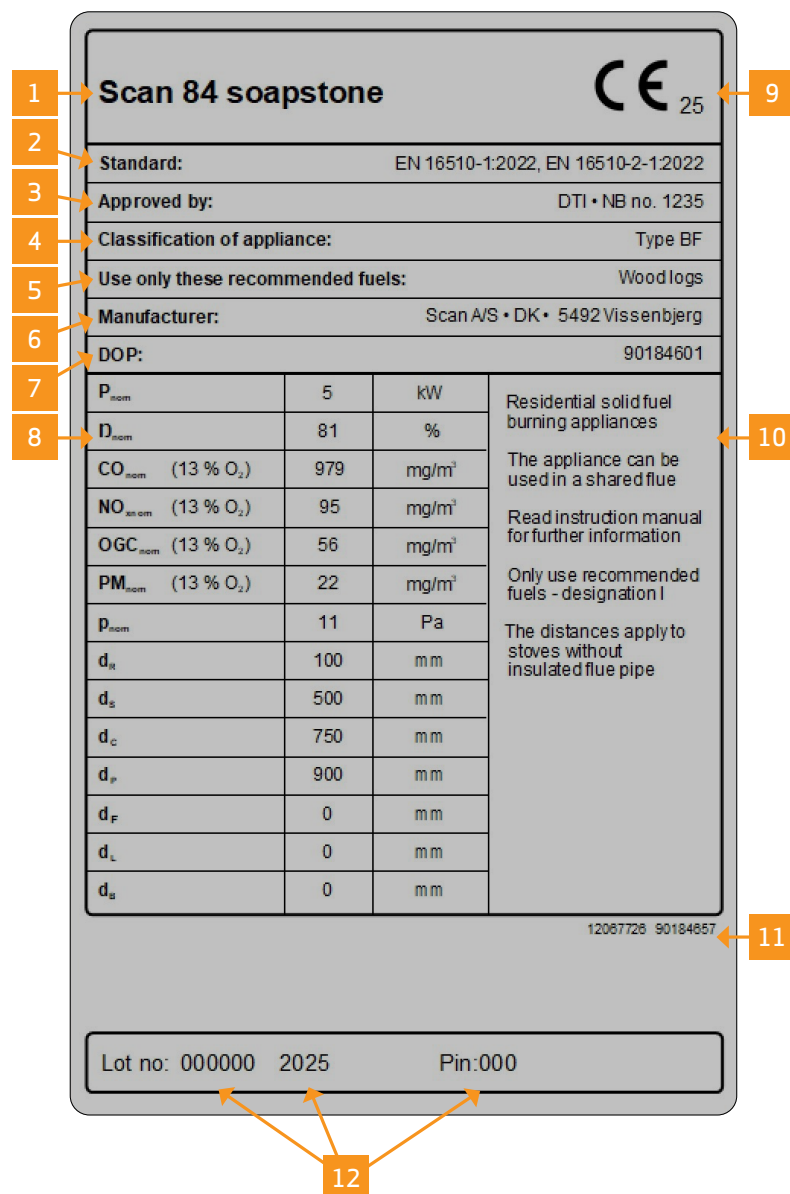 1 Scan 84 soapstone CE 25 9
2 Standard: EN 16510-1:2022, EN 16510-2-1:2022
3 Approved by: DTI • NB no. 1235
4 Classification of appliance: Type BF
5 Use only these recommended fuels: Wood logs
6 Manufacturer: Scan A/S • DK • 5492 Vissenbjerg
7 DOP: 90184601
Pnom 5 kW
8 ηnom 81 %
COnom (13 % O₂) 979 mg/m³
NOxnom (13 % O₂) 95 mg/m³
OGCnom (13 % O₂) 56 mg/m³
PMnom (13 % O₂) 22 mg/m³
pnom 11 Pa
dR 100 mm
dS 500 mm
dC 750 mm
dP 900 mm
dF 0 mm
dL 0 mm
dB 0 mm
Residential solid fuel
burning appliances
10
The appliance can be
used in a shared flue
Read instruction manual
for further information
Only use recommended
fuels - designation I
The distances apply to
stoves without
insulated flue pipe
12067726 90184657 11
Lot no: 000000 2025 Pin:000
12